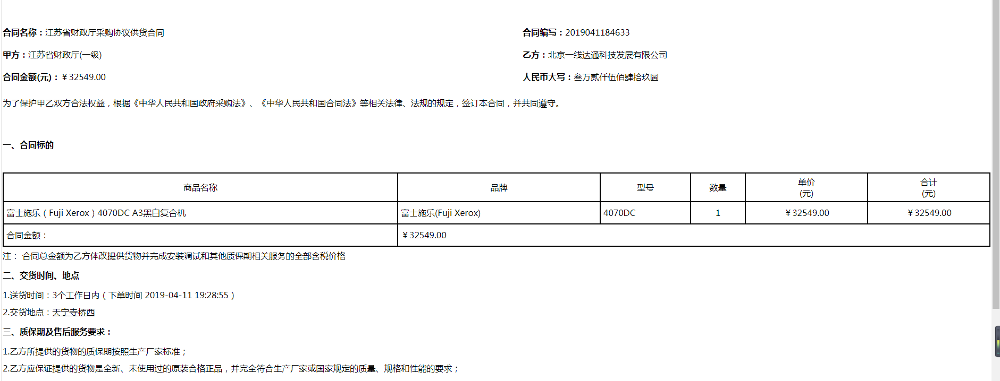 合同名称：江苏省财政厅采购协议供货合同 合同编写：2019041184633
甲方：江苏省财政厅(一级) 乙方：北京一线达通科技发展有限公司
合同金额(元)：￥32549.00 人民币大写：叁万贰仟伍佰肆拾玖圆
为了保护甲乙双方合法权益，根据《中华人民共和国政府采购法》、《中华人民共和国合同法》等相关法律、法规的规定，签订本合同，并共同遵守。
一、合同标的
商品名称 品牌 型号 数量 单价(元) 合计(元)
富士施乐（Fuji Xerox）4070DC A3黑白复合机 富士施乐(Fuji Xerox) 4070DC 1 ￥32549.00 ￥32549.00
合同金额： ￥32549.00
注： 合同总金额为乙方体改提供货物并完成安装调试和其他质保期相关服务的全部含税价格
二、交货时间、地点
1.送货时间：3个工作日内（下单时间 2019-04-11 19:28:55）
2.交货地点：天宁寺桥西
三、质保期及售后服务要求：
1.乙方所提供的货物的质保期按照生产厂家标准；
2.乙方应保证提供的货物是全新、未使用过的原装合格正品，并完全符合生产厂家或国家规定的质量、规格和性能的要求；